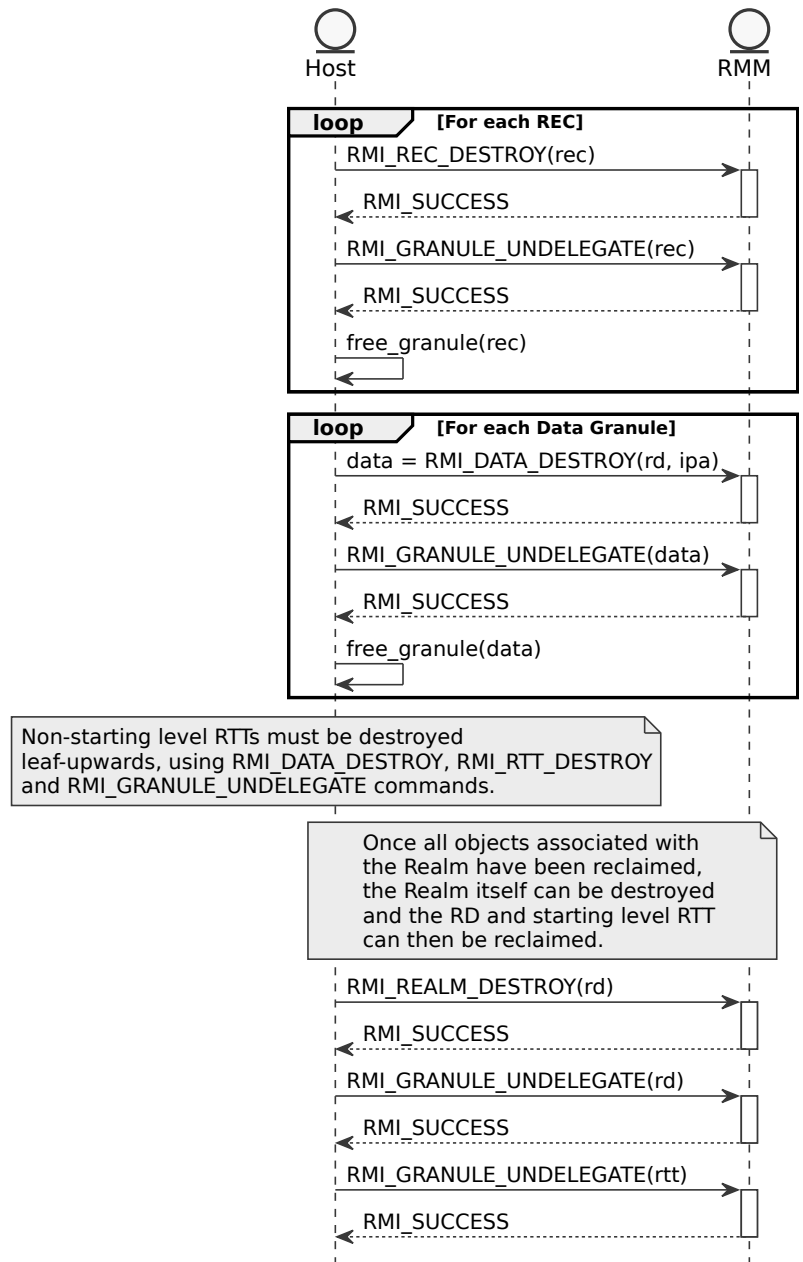 Host
RMM
loop [For each REC]
RMI_REC_DESTROY(rec)
RMI_SUCCESS
RMI_GRANULE_UNDELEGATE(rec)
RMI_SUCCESS
free_granule(rec)
loop [For each Data Granule]
data = RMI_DATA_DESTROY(rd, ipa)
RMI_SUCCESS
RMI_GRANULE_UNDELEGATE(data)
RMI_SUCCESS
free_granule(data)
Non-starting level RTTs must be destroyed
leaf-upwards, using RMI_DATA_DESTROY, RMI_RTT_DESTROY
and RMI_GRANULE_UNDELEGATE commands.
Once all objects associated with
the Realm have been reclaimed,
the Realm itself can be destroyed
and the RD and starting level RTT
can then be reclaimed.
RMI_REALM_DESTROY(rd)
RMI_SUCCESS
RMI_GRANULE_UNDELEGATE(rd)
RMI_SUCCESS
RMI_GRANULE_UNDELEGATE(rtt)
RMI_SUCCESS